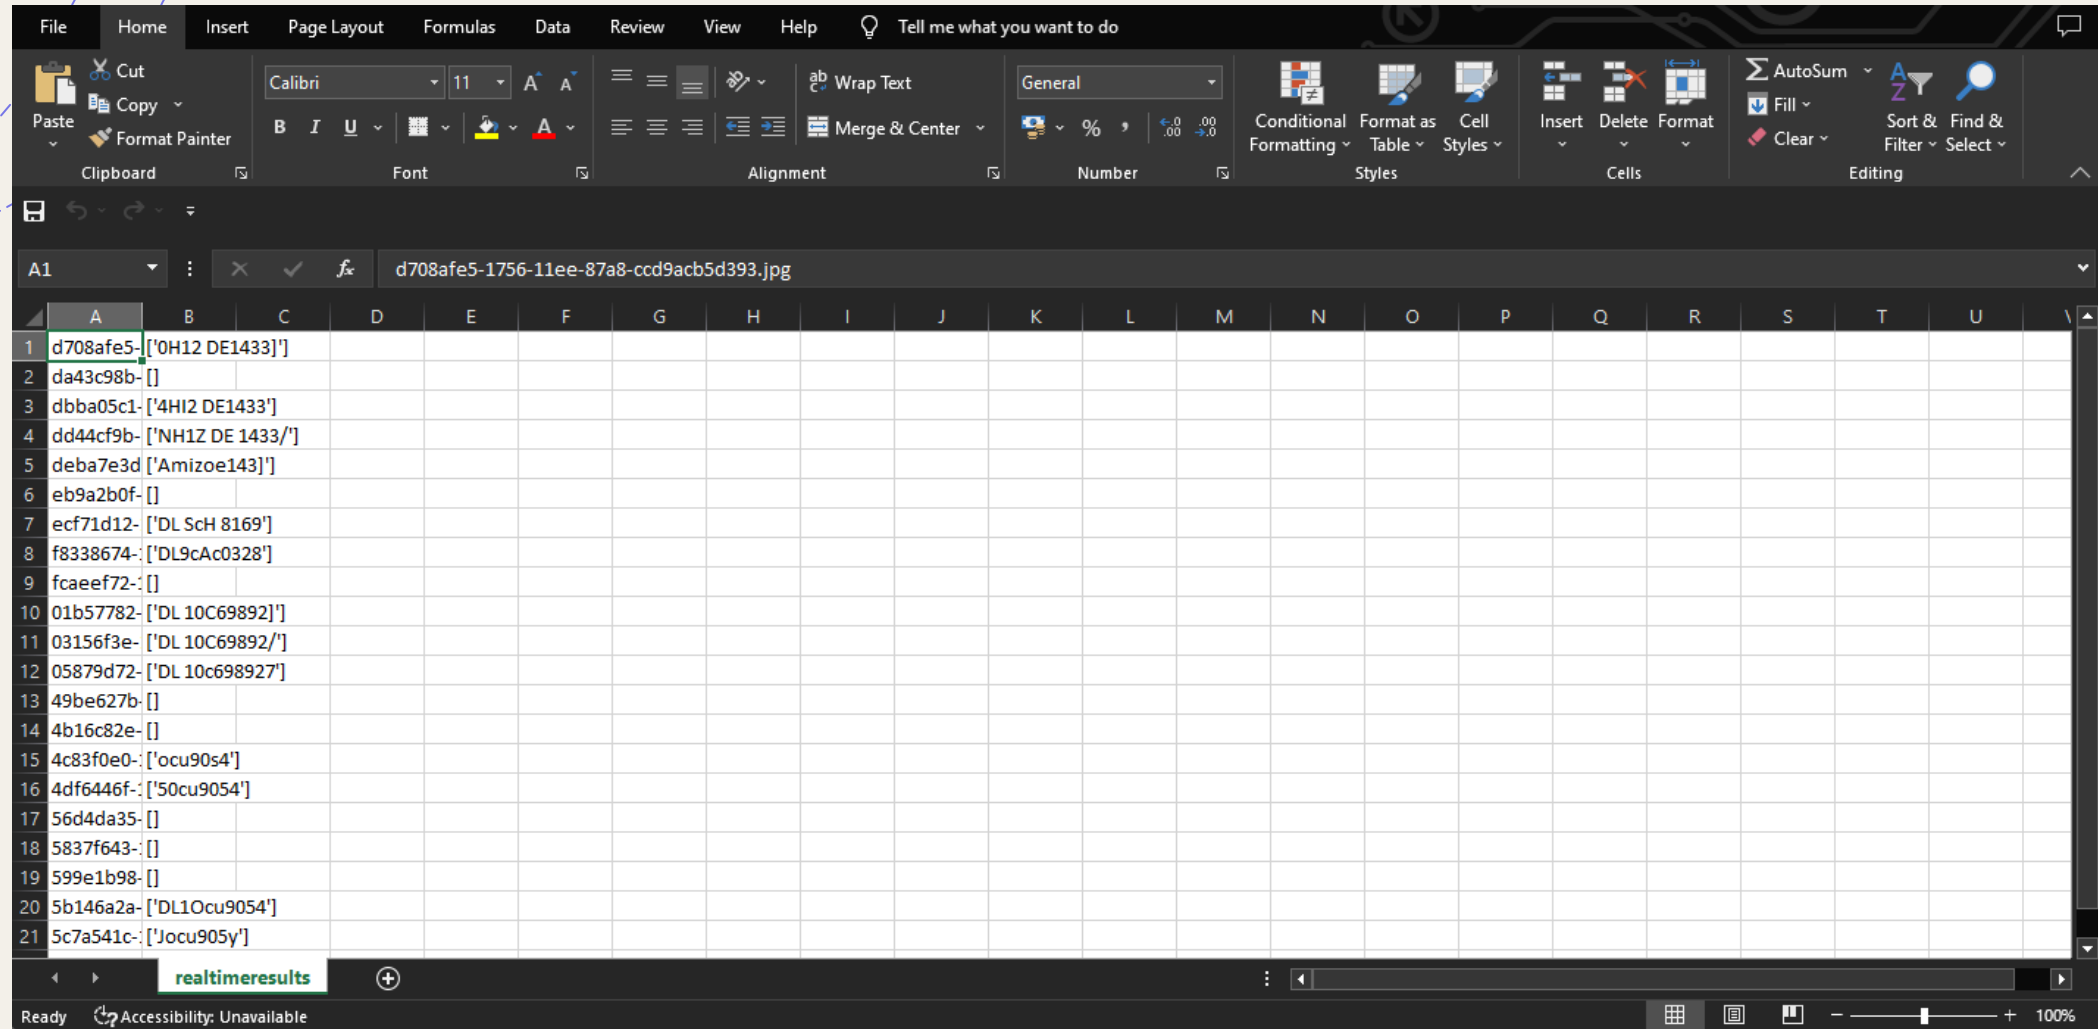 File Home Insert Page Layout Formulas Data Review View Help Tell me what you want to do
Paste
Cut
Copy
Format Painter
Clipboard
Calibri 11 A A
B I U A
Font
ab Wrap Text
Merge & Center
Alignment
General
% , .0 .00 .00 .0
Number
Conditional Formatting
Format as Table
Cell Styles
Styles
Insert Delete Format
Cells
AutoSum
Fill
Clear
Sort & Filter
Find & Select
Editing
A1 fx d708afe5-1756-11ee-87a8-ccd9acb5d393.jpg
A B C D E F G H I J K L M N O P Q R S T U
1 d708afe5- ['0H12 DE1433]']
2 da43c98b- []
3 dbba05c1- ['4HI2 DE1433']
4 dd44cf9b- ['NH1Z DE 1433/']
5 deba7e3d ['Amizoe143]']
6 eb9a2b0f- []
7 ecf71d12- ['DL ScH 8169']
8 f8338674- ['DL9cAc0328']
9 fcaeef72- []
10 01b57782- ['DL 10C69892]']
11 03156f3e- ['DL 10C69892/']
12 05879d72- ['DL 10c698927']
13 49be627b- []
14 4b16c82e- []
15 4c83f0e0- ['ocu90s4']
16 4df6446f- ['50cu9054']
17 56d4da35- []
18 5837f643- []
19 599e1b98- []
20 5b146a2a- ['DL1Ocu9054']
21 5c7a541c- ['Jocu905y']
realtimeresults
Ready Accessibility: Unavailable 100%